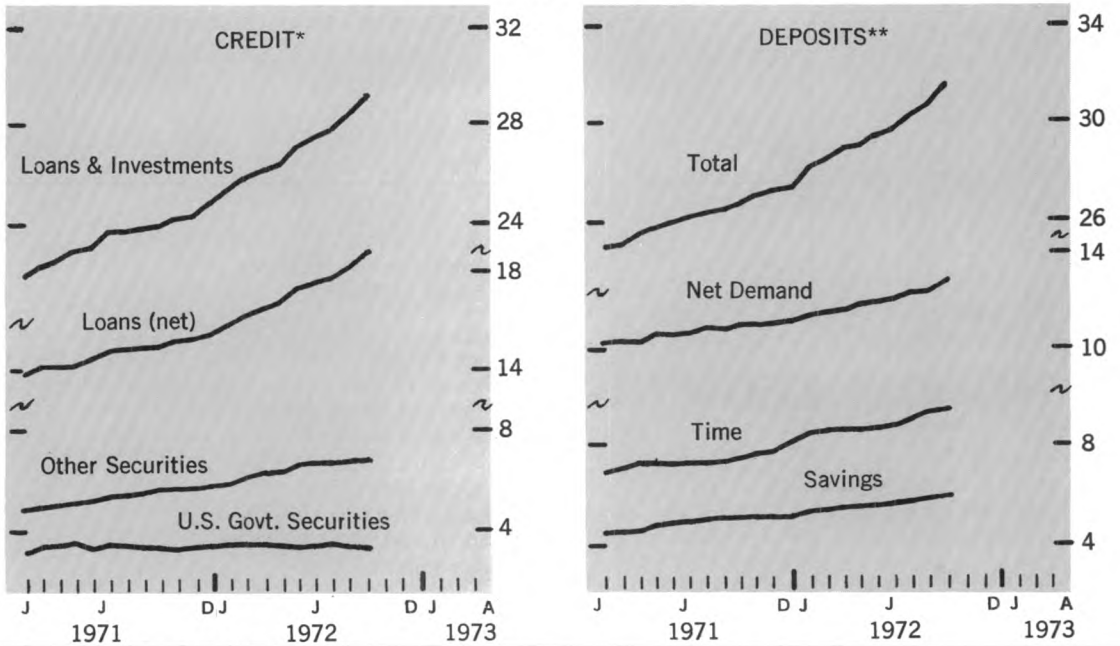 CREDIT*
32
28
24
18
14
8
4
Loans & Investments
Loans (net)
Other Securities
U.S. Govt. Securities
J J D J J D J A
1971 1972 1973
DEPOSITS**
34
30
26
14
10
8
4
Total
Net Demand
Time
Savings
J J D J J D J A
1971 1972 1973